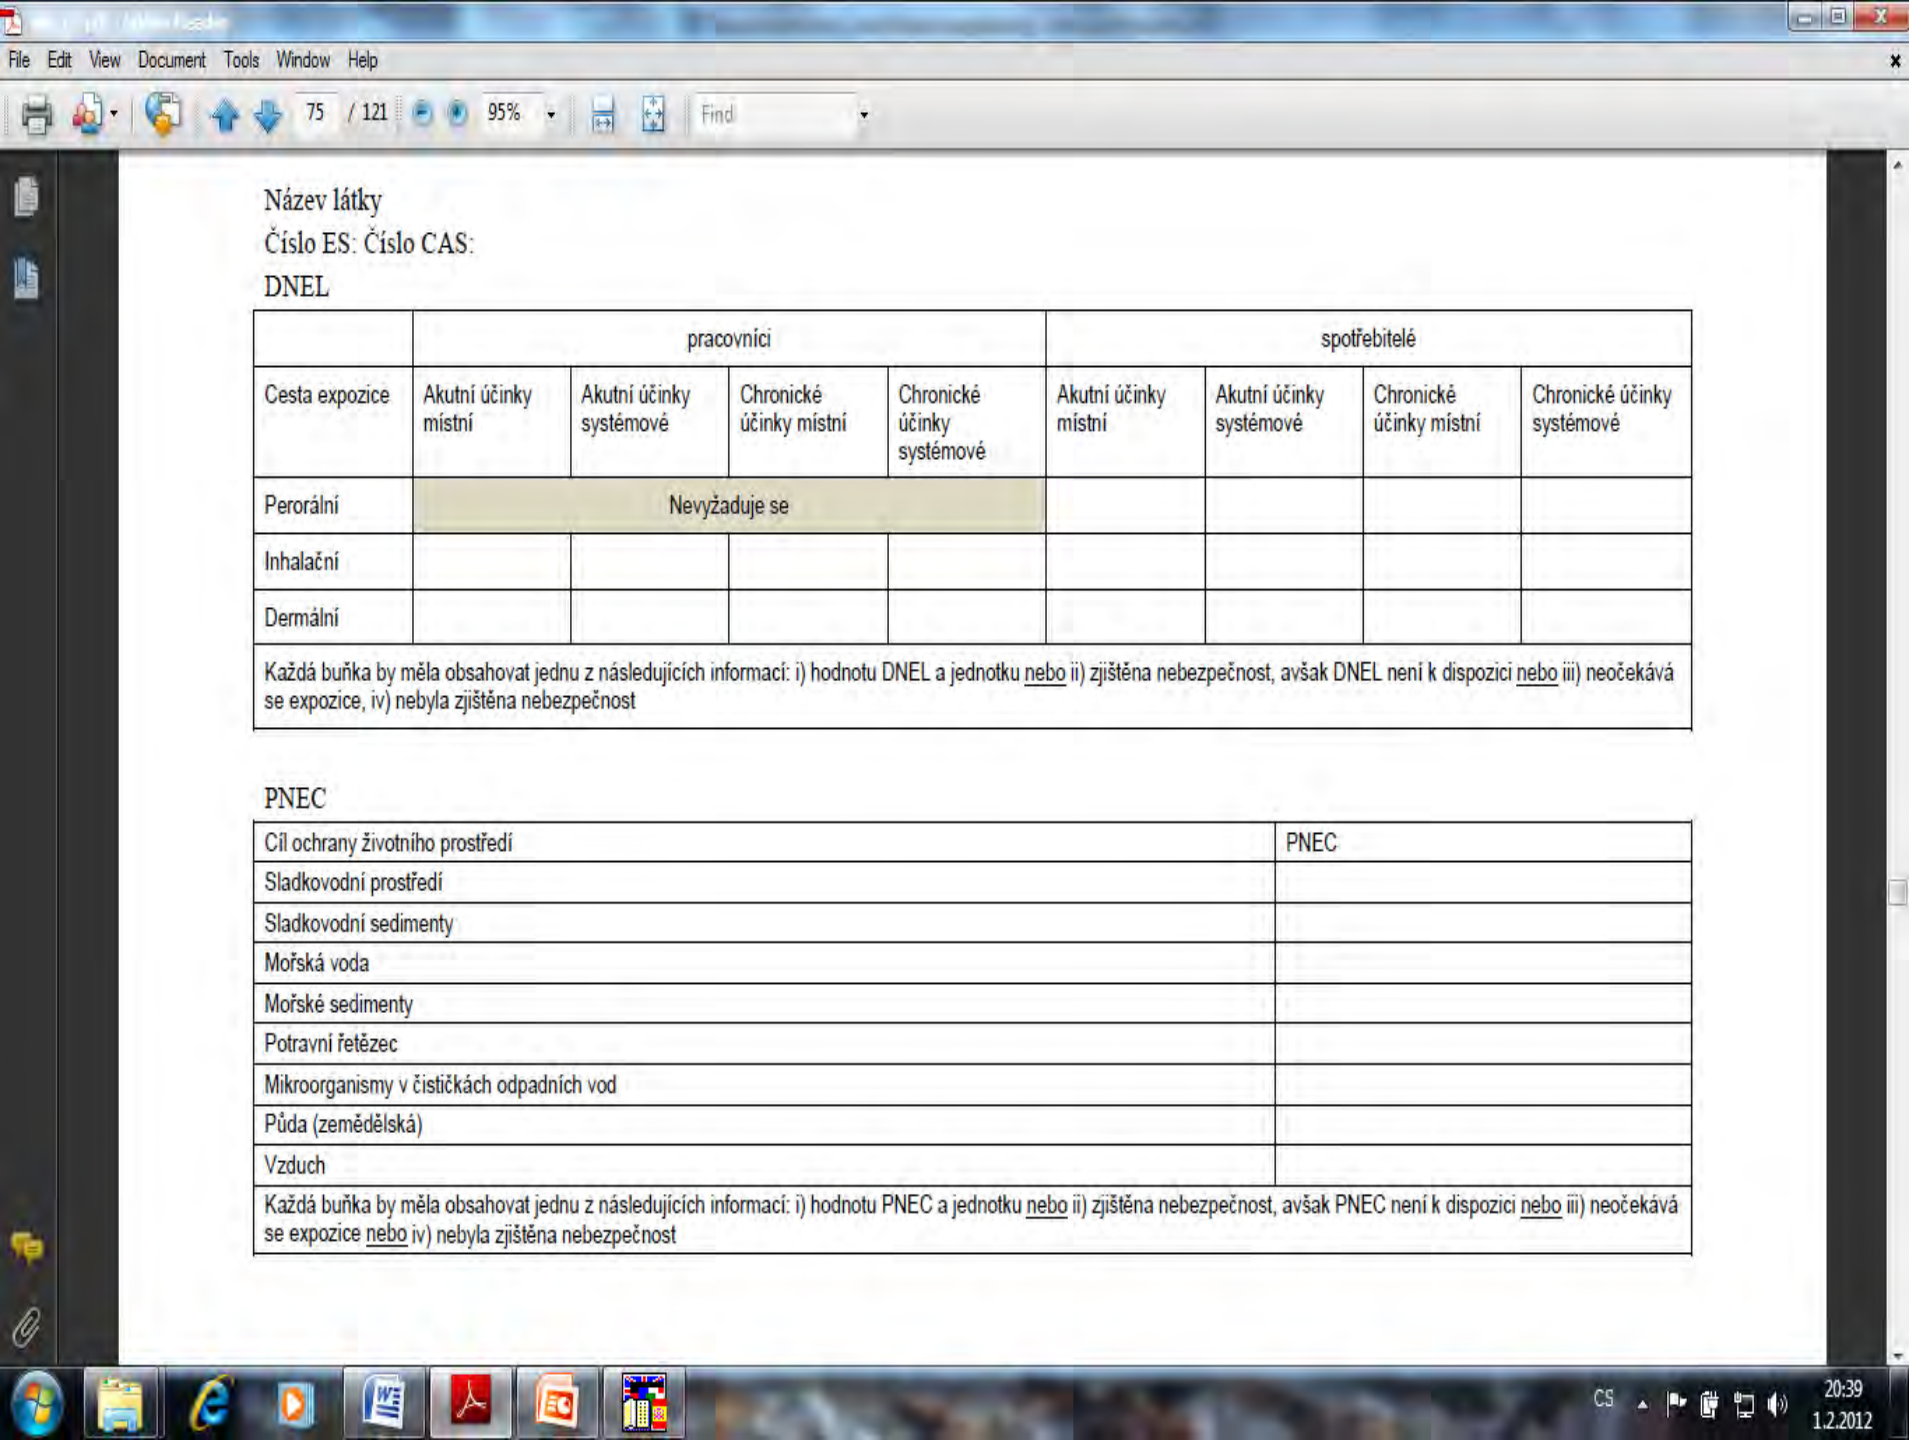 File Edit View Document Tools Window Help
75 / 121 95% Find
Název látky
Číslo ES: Číslo CAS:
DNEL
pracovníci spotřebitelé
Cesta expozice Akutní účinky místní Akutní účinky systémové Chronické účinky místní Chronické účinky systémové Akutní účinky místní Akutní účinky systémové Chronické účinky místní Chronické účinky systémové
Perorální Nevyžaduje se
Inhalační
Dermální
Každá buňka by měla obsahovat jednu z následujících informací: i) hodnotu DNEL a jednotku nebo ii) zjištěna nebezpečnost, avšak DNEL není k dispozici nebo iii) neočekává
se expozice, iv) nebyla zjištěna nebezpečnost
PNEC
Cíl ochrany životního prostředí PNEC
Sladkovodní prostředí
Sladkovodní sedimenty
Mořská voda
Mořské sedimenty
Potravní řetězec
Mikroorganismy v čističkách odpadních vod
Půda (zemědělská)
Vzduch
Každá buňka by měla obsahovat jednu z následujících informací: i) hodnotu PNEC a jednotku nebo ii) zjištěna nebezpečnost, avšak PNEC není k dispozici nebo iii) neočekává
se expozice nebo iv) nebyla zjištěna nebezpečnost
CS 20:39
1.2.2012